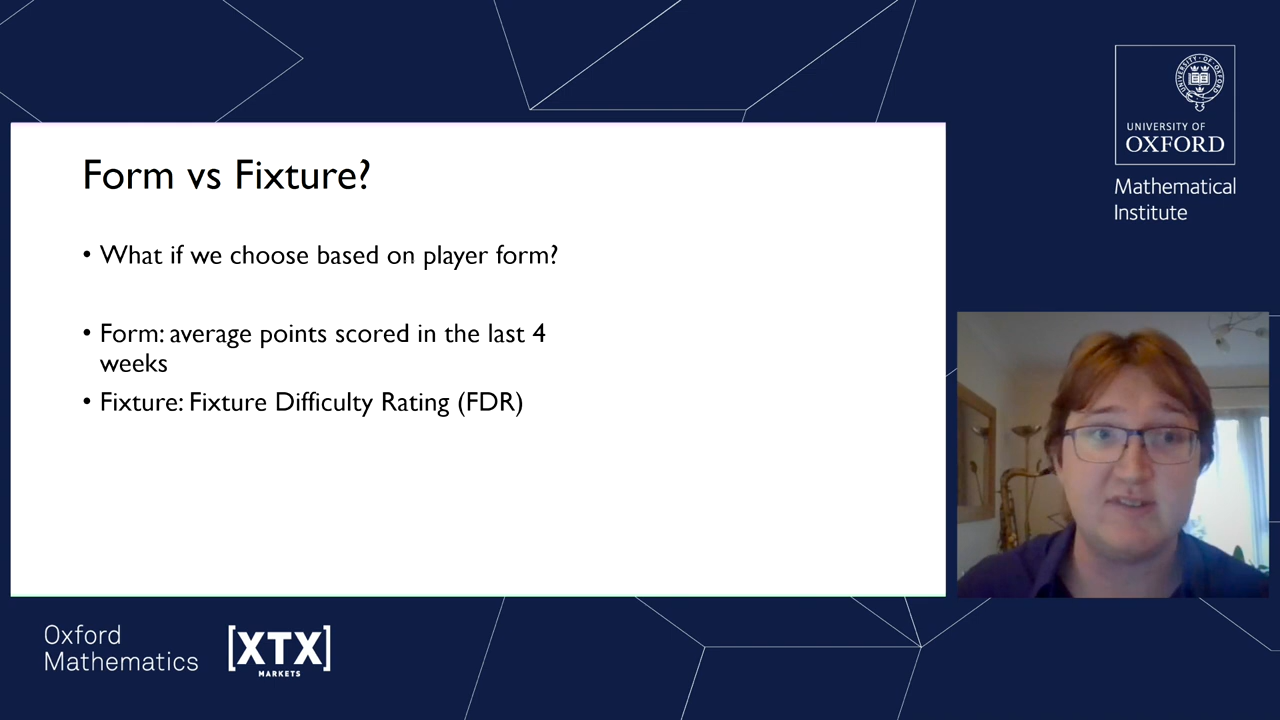 Form vs Fixture?
• What if we choose based on player form?
• Form: average points scored in the last 4
weeks
• Fixture: Fixture Difficulty Rating (FDR)
UNIVERSITY OF
OXFORD
Mathematical
Institute
Oxford
Mathematics
[XTX]
MARKETS